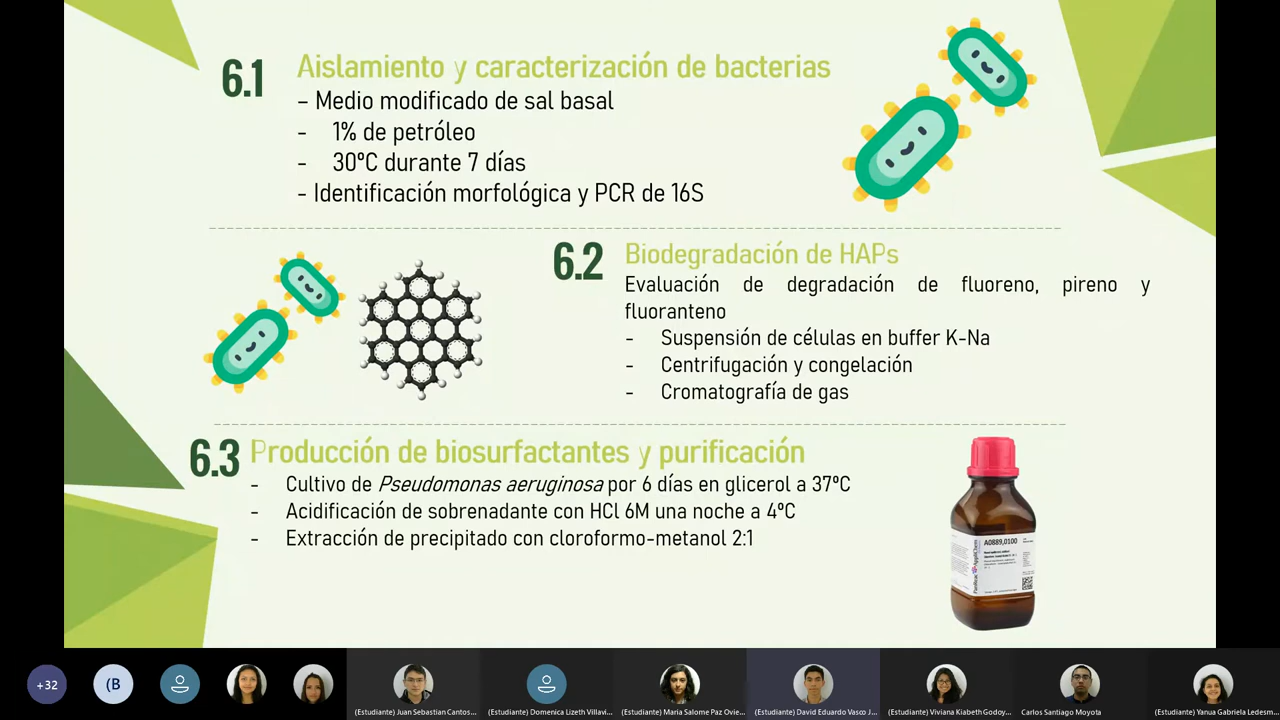 6.1
Aislamiento y caracterización de bacterias
– Medio modificado de sal basal
- 1% de petróleo
- 30ºC durante 7 días
- Identificación morfológica y PCR de 16S
6.2
Biodegradación de HAPs
Evaluación de degradación de fluoreno, pireno y
fluoranteno
- Suspensión de células en buffer K-Na
- Centrifugación y congelación
- Cromatografía de gas
6.3
Producción de biosurfactantes y purificación
- Cultivo de Pseudomonas aeruginosa por 6 días en glicerol a 37ºC
- Acidificación de sobrenadante con HCl 6M una noche a 4ºC
- Extracción de precipitado con cloroformo-metanol 2:1
A0889,0100
PanReac AppliChem
+32
(B
(Estudiante) Juan Sebastian Cantos...
(Estudiante) Domenica Lizeth Villavi...
(Estudiante) Maria Salome Paz Ovie...
(Estudiante) David Eduardo Vasco J...
(Estudiante) Viviana Kiabeth Godoy...
Carlos Santiago Moyota
(Estudiante) Yanua Gabriela Ledesm...